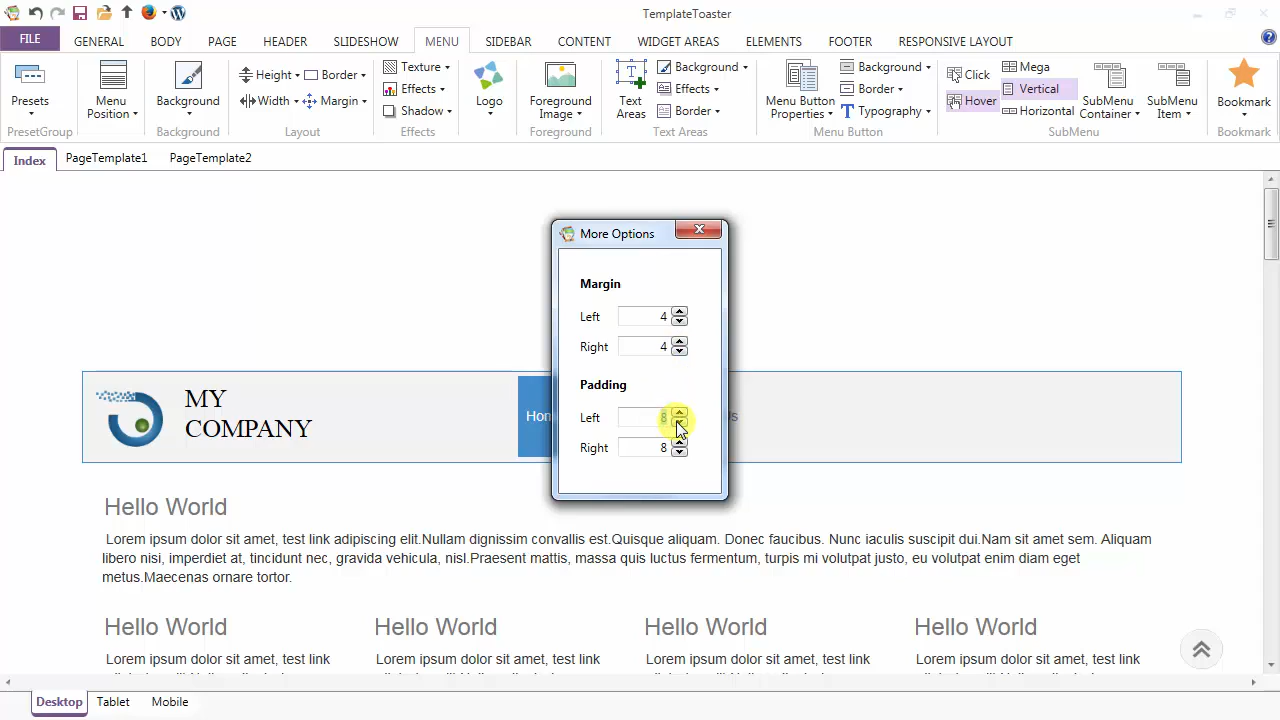 TemplateToaster
FILE
GENERAL
BODY
PAGE
HEADER
SLIDESHOW
MENU
SIDEBAR
CONTENT
WIDGET AREAS
ELEMENTS
FOOTER
RESPONSIVE LAYOUT
Presets
PresetGroup
Menu
Position
Background
Background
Height
Border
Width
Margin
Layout
Texture
Effects
Shadow
Effects
Logo
Foreground
Image
Foreground
Text
Areas
Background
Effects
Border
Text Areas
Menu Button
Properties
Background
Border
Typography
Menu Button
Click
Hover
Mega
Vertical
Horizontal
SubMenu
Container
SubMenu
Item
SubMenu
Bookmark
Bookmark
Index
PageTemplate1
PageTemplate2
More Options
Margin
Left 4
Right 4
Padding
Left 8
Right 8
MY
COMPANY
Hello World
Lorem ipsum dolor sit amet, test link adipiscing elit.Nullam dignissim convallis est.Quisque aliquam. Donec faucibus. Nunc iaculis suscipit dui.Nam sit amet sem. Aliquam
libero nisi, imperdiet at, tincidunt nec, gravida vehicula, nisl.Praesent mattis, massa quis luctus fermentum, turpis mi volutpat justo, eu volutpat enim diam eget
metus.Maecenas ornare tortor.
Hello World
Lorem ipsum dolor sit amet, test link
Hello World
Lorem ipsum dolor sit amet, test link
Hello World
Lorem ipsum dolor sit amet, test link
Hello World
Lorem ipsum dolor sit amet, test link
Desktop
Tablet
Mobile